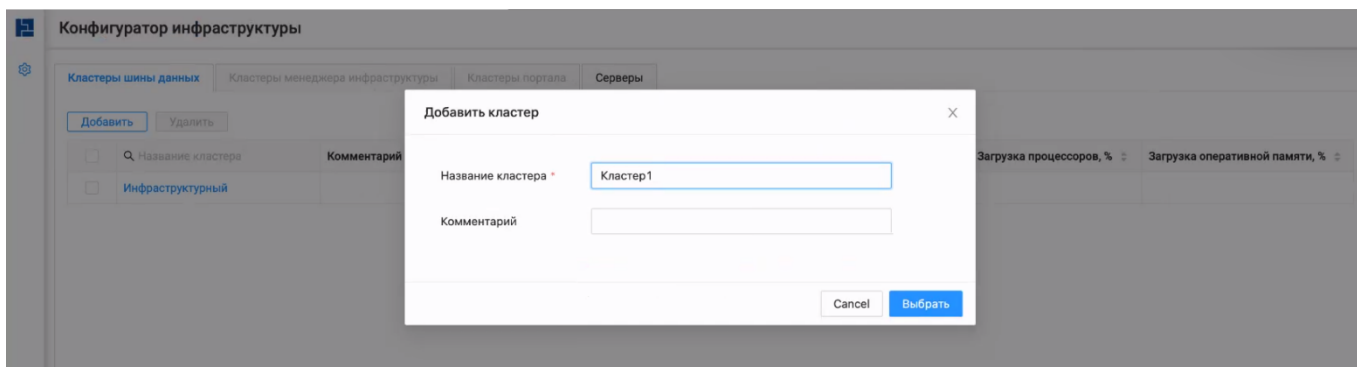 Конфигуратор инфраструктуры
Кластеры шины данных Кластеры менеджера инфраструктуры Кластеры портала Серверы
Добавить Удалить
Название кластера Комментарий Загрузка процессоров, % Загрузка оперативной памяти, %
Инфраструктурный
Добавить кластер
Название кластера * Кластер1
Комментарий
Cancel Выбрать